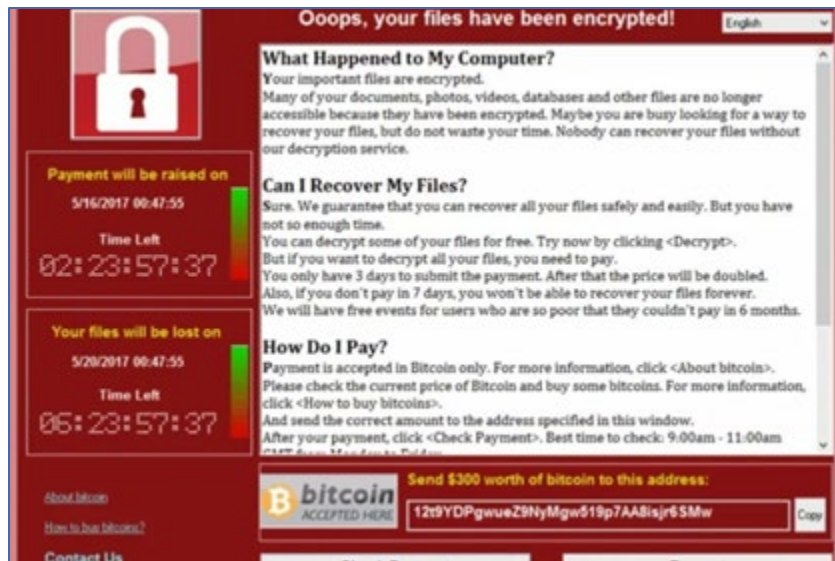 Ooops, your files have been encrypted!
English
What Happened to My Computer?
Your important files are encrypted.
Many of your documents, photos, videos, databases and other files are no longer
accessible because they have been encrypted. Maybe you are busy looking for a way to
recover your files, but do not waste your time. Nobody can recover your files without
our decryption service.
Can I Recover My Files?
Sure. We guarantee that you can recover all your files safely and easily. But you have
not so enough time.
You can decrypt some of your files for free. Try now by clicking <Decrypt>.
But if you want to decrypt all your files, you need to pay.
You only have 3 days to submit the payment. After that the price will be doubled.
Also, if you don't pay in 7 days, you won't be able to recover your files forever.
We will have free events for users who are so poor that they couldn't pay in 6 months.
How Do I Pay?
Payment is accepted in Bitcoin only. For more information, click <About bitcoin>.
Please check the current price of Bitcoin and buy some bitcoins. For more information,
click <How to buy bitcoins>.
And send the correct amount to the address specified in this window.
After your payment, click <Check Payment>. Best time to check: 9:00am - 11:00am
GMT from Monday to Friday.
Payment will be raised on
5/16/2017 00:47:55
Time Left
02:23:57:37
Your files will be lost on
5/20/2017 00:47:55
Time Left
06:23:57:37
About bitcoin
How to buy bitcoins?
Contact Us
bitcoin
ACCEPTED HERE
Send $300 worth of bitcoin to this address:
12t9YDPgwueZ9NyMgw519p7AA8isjr6SMw
Copy